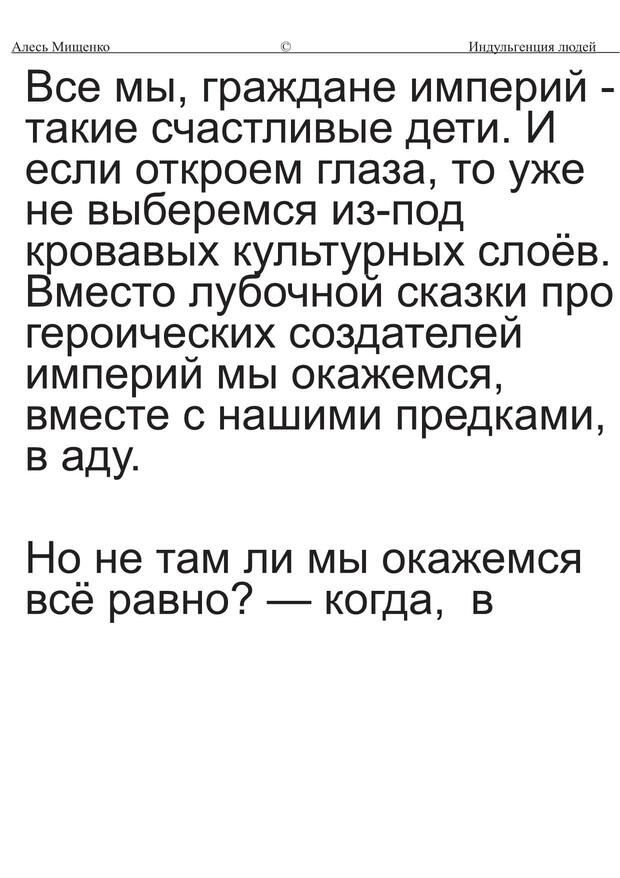 Алесь Мищенко © Индульгенция людей
Все мы, граждане империй -
такие счастливые дети. И
если откроем глаза, то уже
не выберемся из-под
кровавых культурных слоёв.
Вместо лубочной сказки про
героических создателей
империй мы окажемся,
вместе с нашими предками,
в аду.
Но не там ли мы окажемся
всё равно? — когда,  в